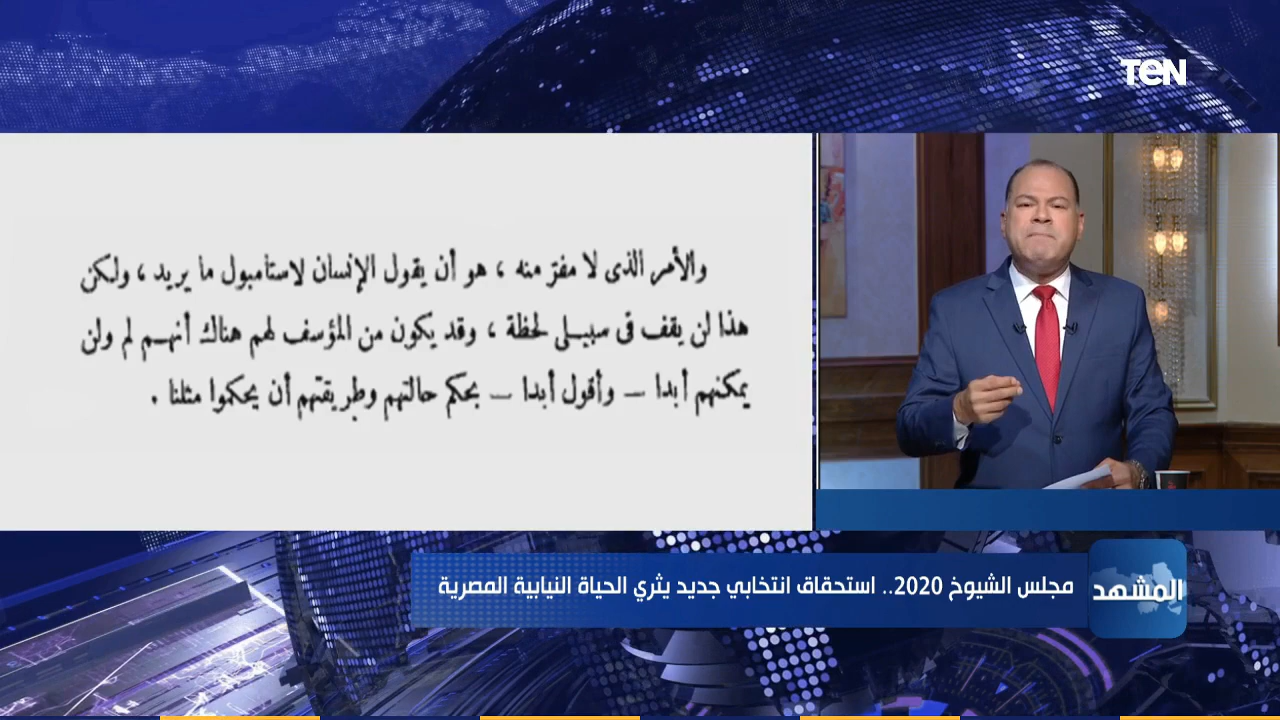 TeN
والأمر الذى لا مفرّ منه ، هو أن يقول الإنسان لاستامبول ما يريد ، ولكن
هذا لن يقف فى سبيــلى لحظة ، وقد يكون من المؤسف لهم هناك أنهــم لم ولن
يمكنهم أبدا — وأقول أبدا — بحكم حالتهم وطريقتهم أن يحكموا مثلنا .
مجلس الشيوخ 2020.. استحقاق انتخابي جديد يثري الحياة النيابية المصرية
المشهد